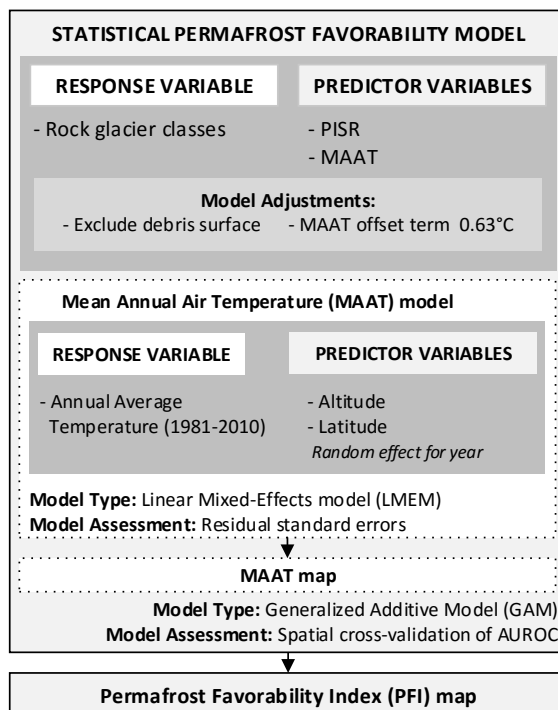 STATISTICAL PERMAFROST FAVORABILITY MODEL
RESPONSE VARIABLE
- Rock glacier classes
PREDICTOR VARIABLES
- PISR
- MAAT
Model Adjustments:
- Exclude debris surface - MAAT offset term 0.63°C
Mean Annual Air Temperature (MAAT) model
RESPONSE VARIABLE
- Annual Average
Temperature (1981-2010)
PREDICTOR VARIABLES
- Altitude
- Latitude
Random effect for year
Model Type: Linear Mixed-Effects model (LMEM)
Model Assessment: Residual standard errors
MAAT map
Model Type: Generalized Additive Model (GAM)
Model Assessment: Spatial cross-validation of AUROC
Permafrost Favorability Index (PFI) map